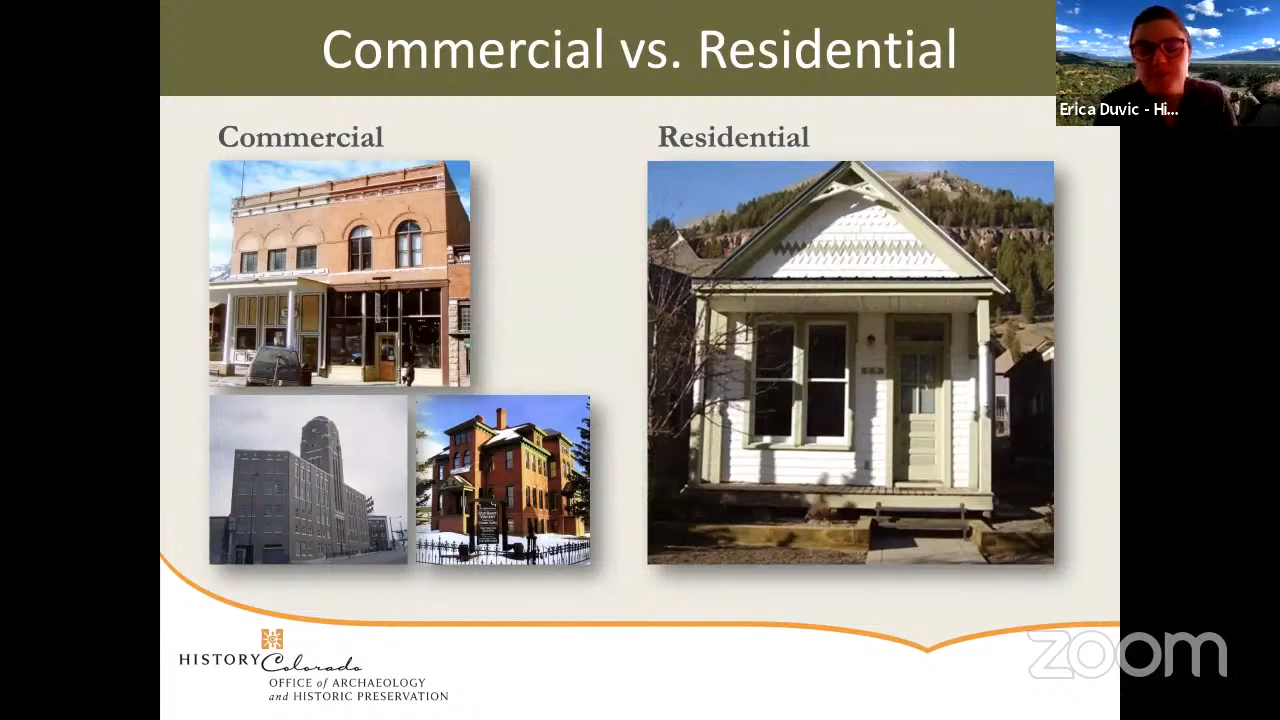 Commercial vs. Residential
Erica Duvic - Hi...
Commercial
Residential
HISTORY Colorado
OFFICE of ARCHAEOLOGY
and HISTORIC PRESERVATION
zoom